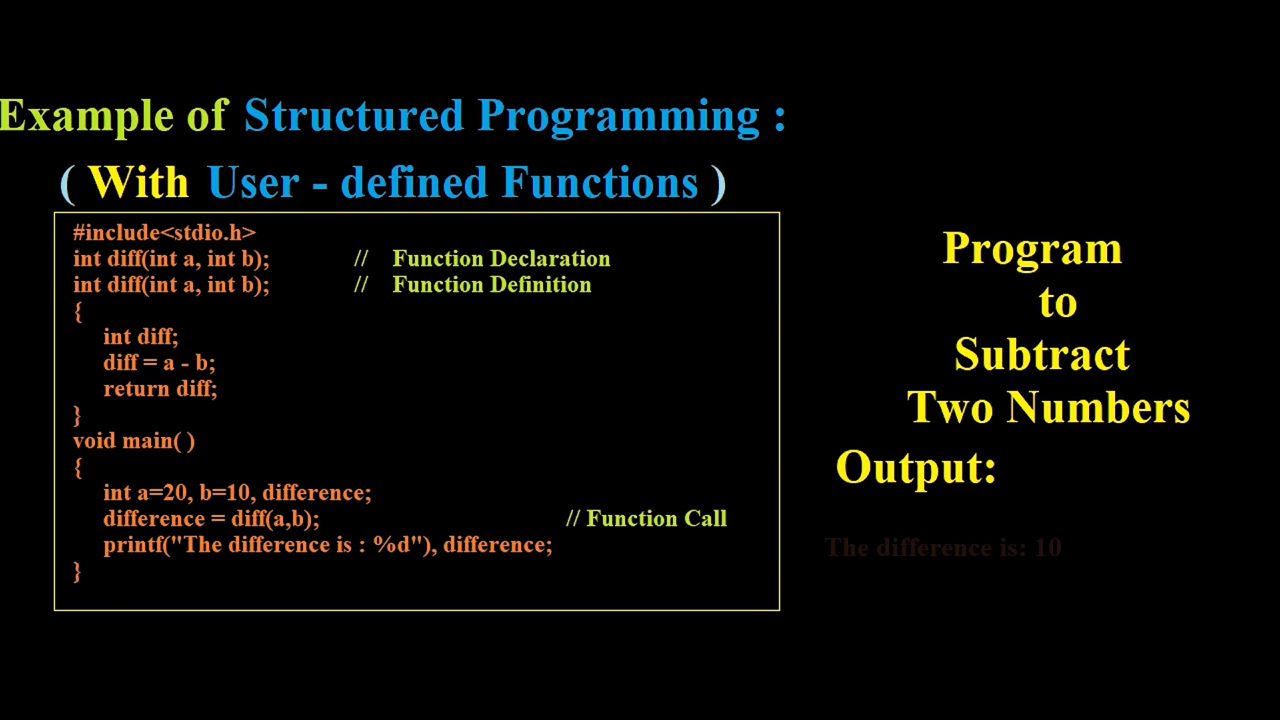 Example of Structured Programming :
( With User - defined Functions )
#include<stdio.h>
int diff(int a, int b); // Function Declaration
int diff(int a, int b); // Function Definition
{
int diff;
diff = a - b;
return diff;
}
void main( )
{
int a=20, b=10, difference;
difference = diff(a,b); // Function Call
printf("The difference is : %d"), difference;
}
Program
to
Subtract
Two Numbers
Output:
The difference is: 10